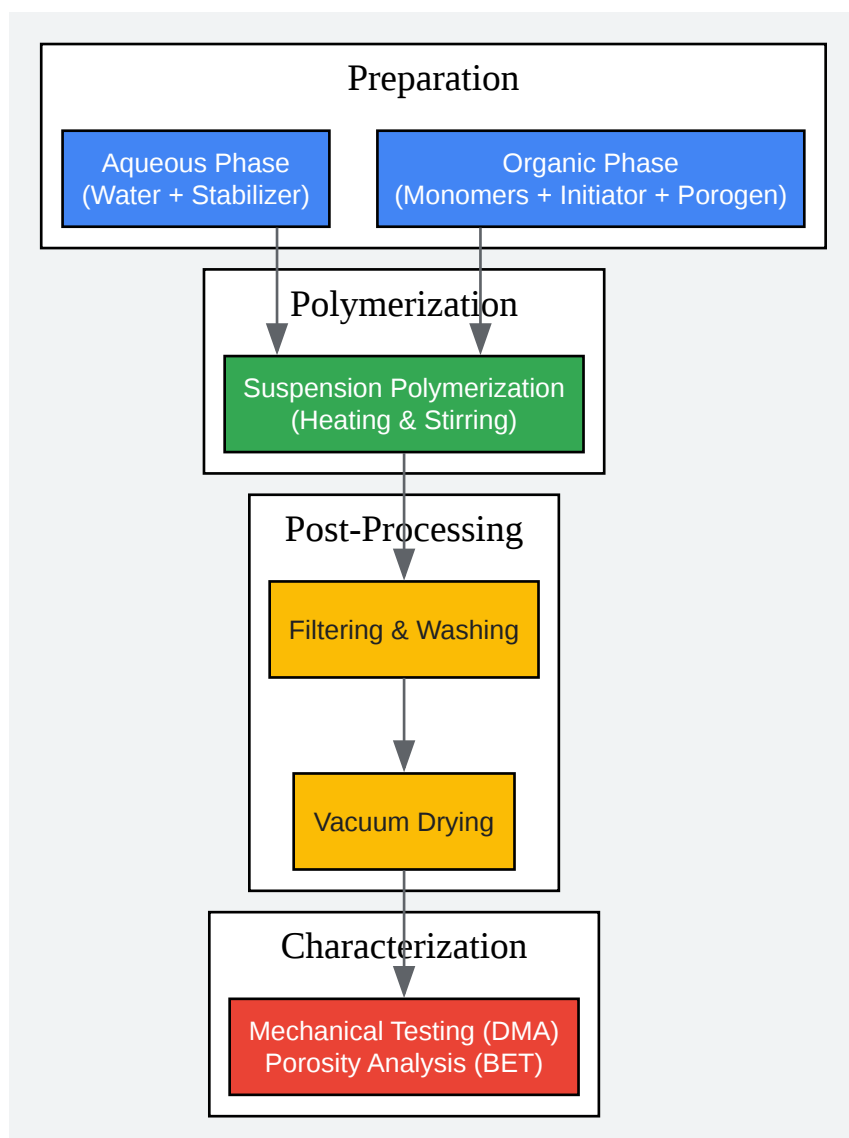 Preparation
Aqueous Phase
(Water + Stabilizer)
Organic Phase
(Monomers + Initiator + Porogen)
Polymerization
Suspension Polymerization
(Heating & Stirring)
Post-Processing
Filtering & Washing
Vacuum Drying
Characterization
Mechanical Testing (DMA)
Porosity Analysis (BET)